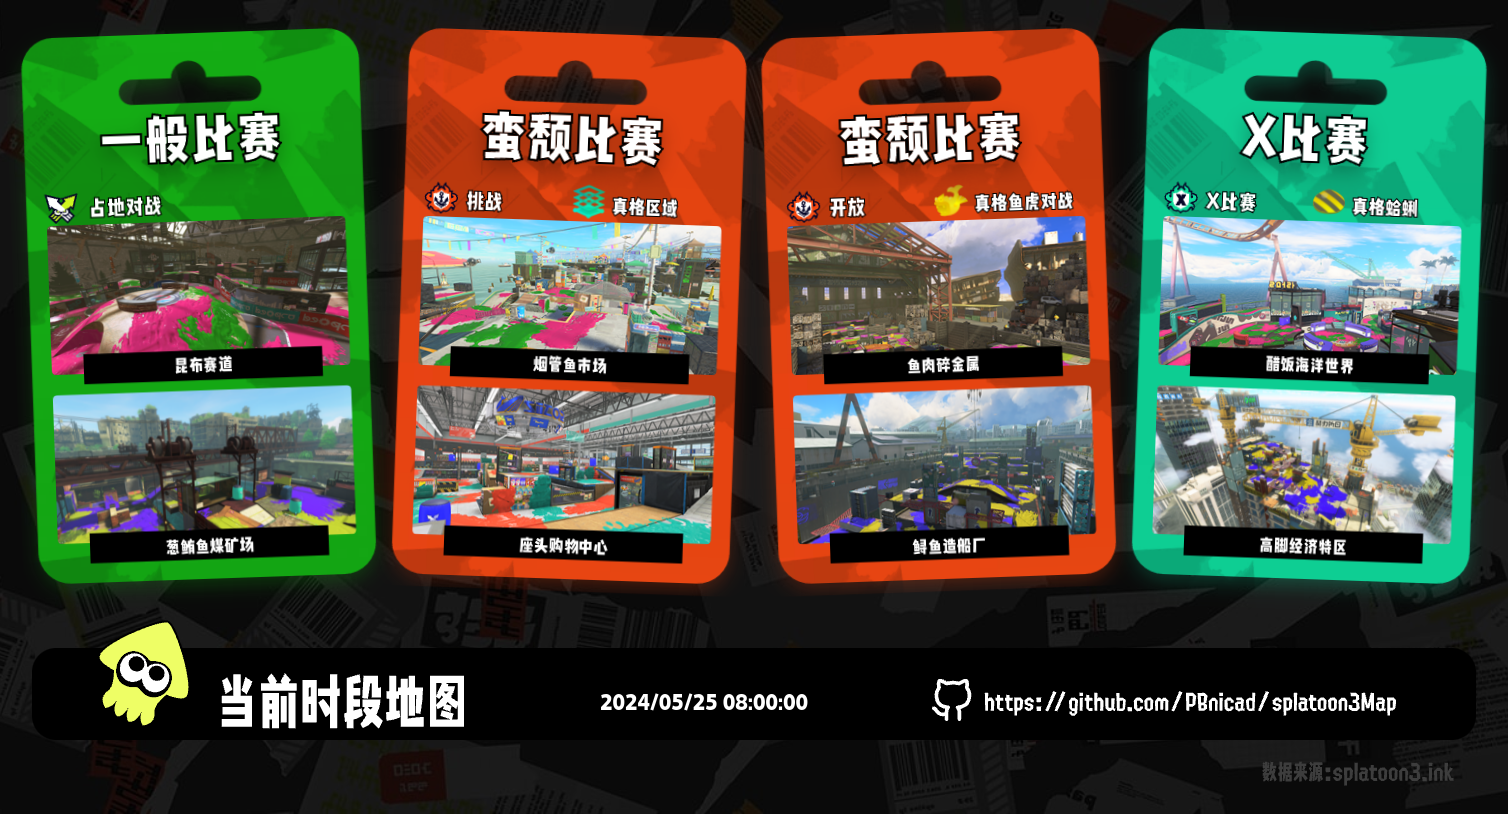 一般比赛
占地对战
昆布赛道
葱鲔鱼煤矿场
蛮颓比赛
挑战
真格区域
烟管鱼市场
座头购物中心
蛮颓比赛
开放
真格鱼虎对战
鱼肉碎金属
鲟鱼造船厂
X比赛
X比赛
真格蛤蜊
醋饭海洋世界
高脚经济特区
当前时段地图
2024/05/25 08:00:00
https://github.com/PBnicad/splatoon3Map
数据来源:splatoon3.ink